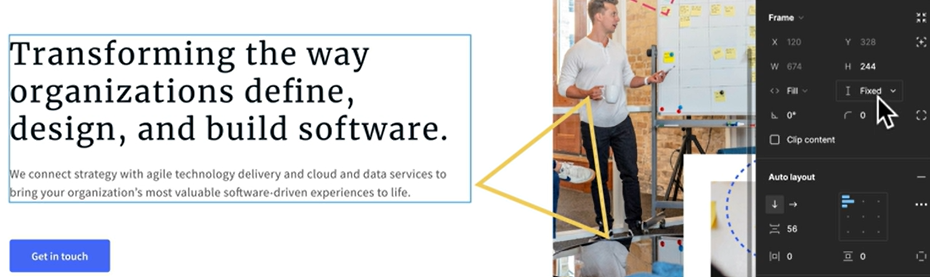 Transforming the way
organizations define,
design, and build software.
We connect strategy with agile technology delivery and cloud and data services to
bring your organization's most valuable software-driven experiences to life.
Get in touch
Frame
X 120 Y 328
W 674 H 244
Fill Fixed
0° 0
Clip content
Auto layout
56
0 0